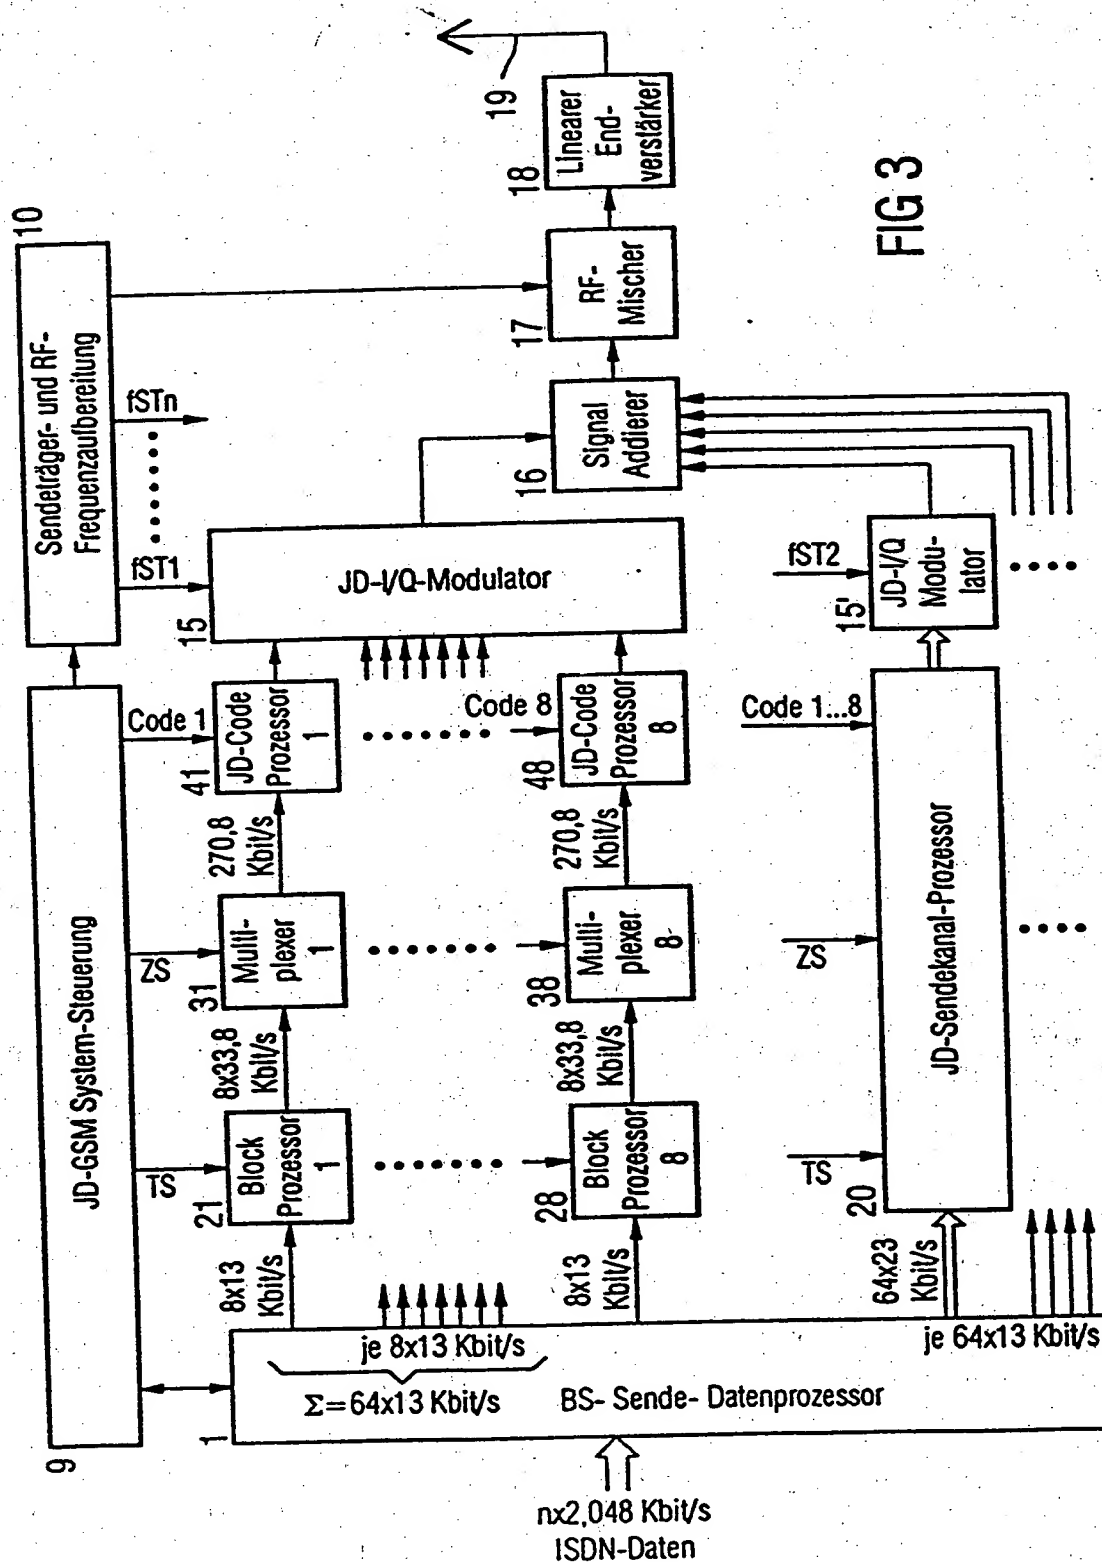 9
JD-GSM System-Steuerung
10
Sendeträger- und RF-
Frequenzaufbereitung
TS
ZS
Code 1
fST1
fSTn
1
BS- Sende- Datenprozessor
nx2,048 Kbit/s
ISDN-Daten
je 8x13 Kbit/s
Σ=64x13 Kbit/s
8x13
Kbit/s
21
Block
Prozessor
1
8x33,8
Kbit/s
31
Multi-
plexer
1
270,8
Kbit/s
41
JD-Code
Prozessor
1
15
JD-I/Q-Modulator
8x13
Kbit/s
28
Block
Prozessor
8
8x33,8
Kbit/s
38
Multi-
plexer
8
270,8
Kbit/s
Code 8
48
JD-Code
Prozessor
8
16
Signal
Addierer
17
RF-
Mischer
18
Linearer
End-
verstärker
19
je 64x13 Kbit/s
64x23
Kbit/s
TS
ZS
Code 1...8
20
JD-Sendekanal-Prozessor
fST2
15'
JD-I/Q
Modu-
lator
FIG 3